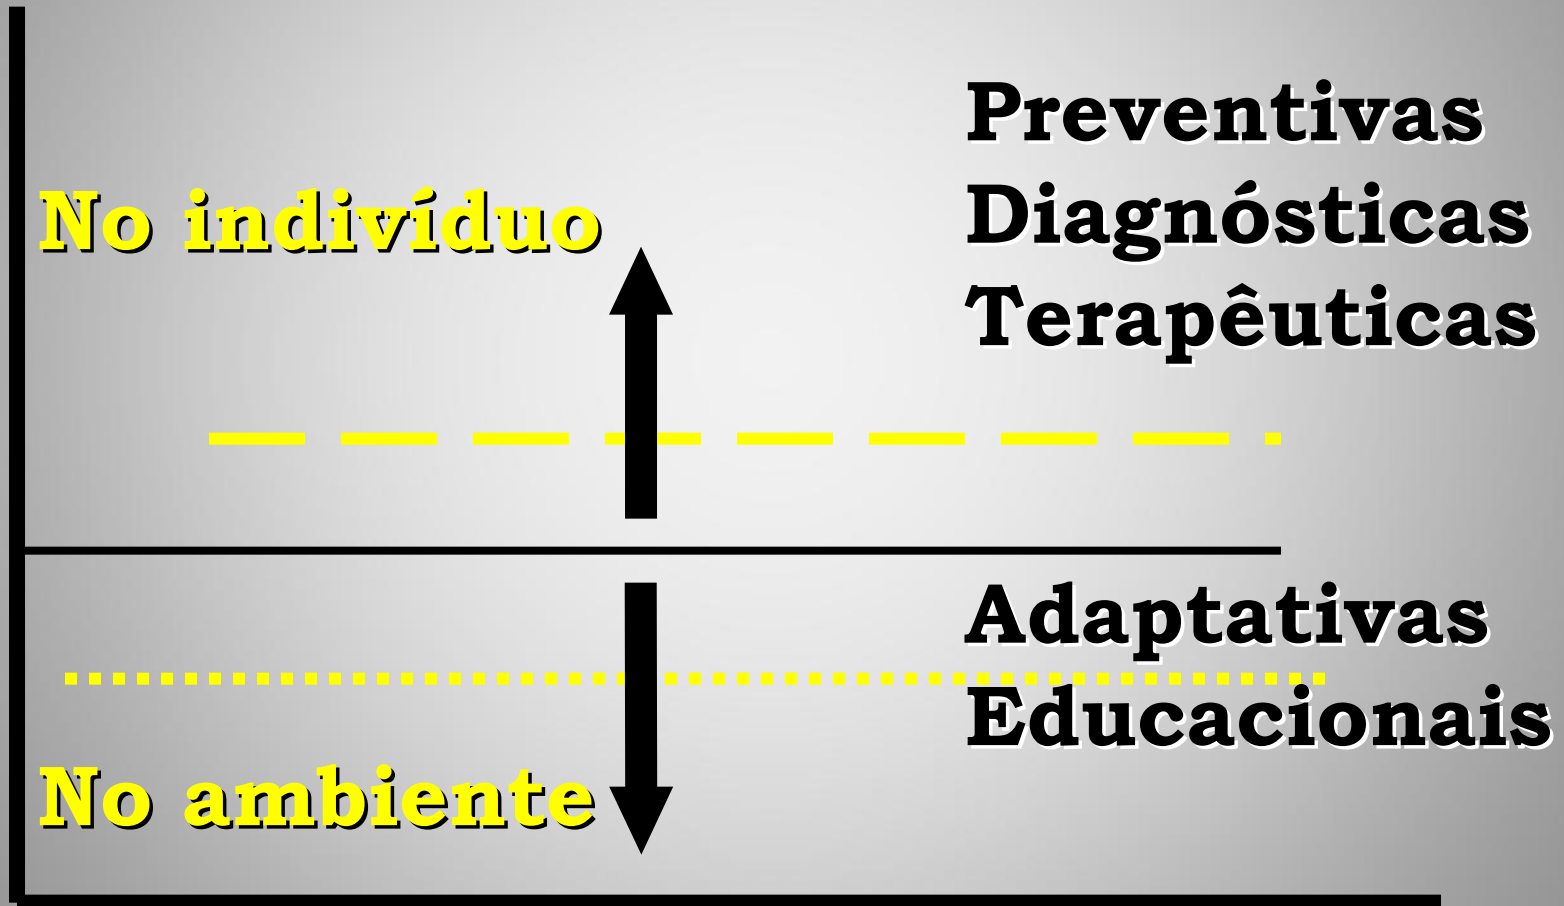 Preventivas
No indivíduo
Diagnósticas
Terapêuticas
Adaptativas
Educacionais
No ambiente